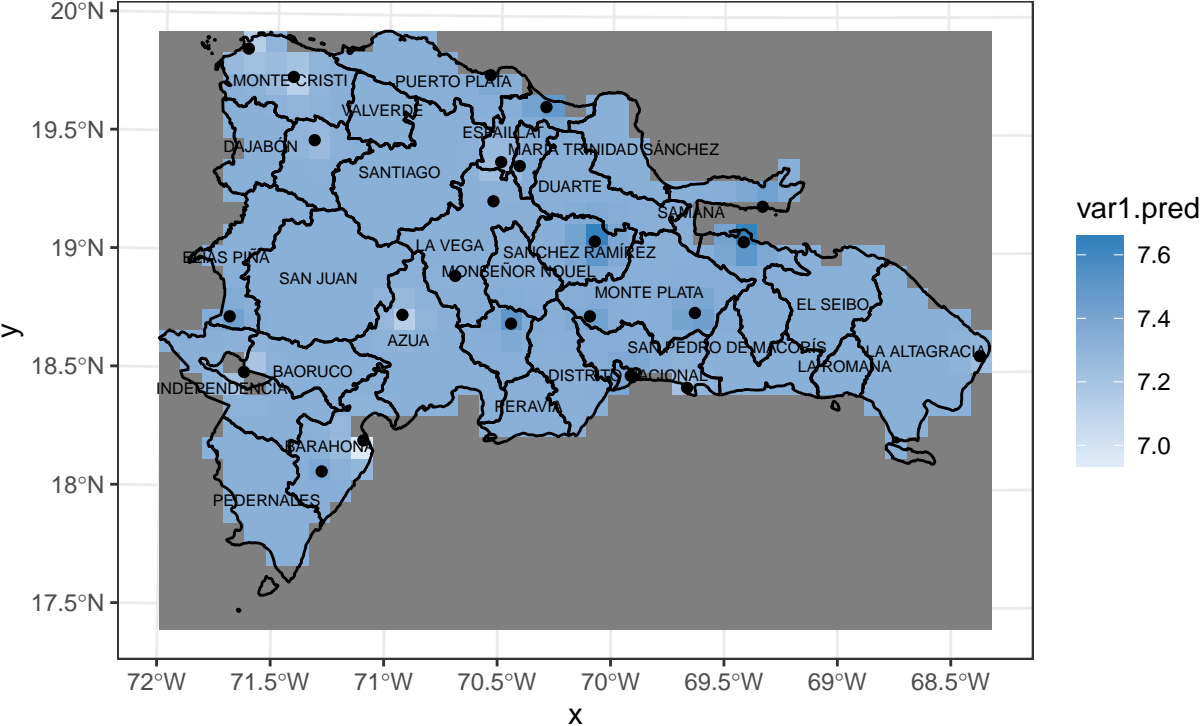 20°N
19.5°N
19°N
18.5°N
18°N
17.5°N
y
MONTE CRISTI
PUERTO PLATA
VALVERDE
ESPAILLAT
DAJABÓN
MARÍA TRINIDAD SÁNCHEZ
SANTIAGO
DUARTE
SAMANÁ
LA VEGA
SANCHEZ RAMÍREZ
ELÍAS PIÑA
MONSEÑOR NOUEL
SAN JUAN
MONTE PLATA
EL SEIBO
AZUA
SAN PEDRO DE MACORÍS
LA ALTAGRACIA
LA ROMANA
BAORUCO
DISTRITO NACIONAL
INDEPENDENCIA
PERAVIA
BARAHONA
PEDERNALES
72°W
71.5°W
71°W
70.5°W
70°W
69.5°W
69°W
68.5°W
x
var1.pred
7.6
7.4
7.2
7.0